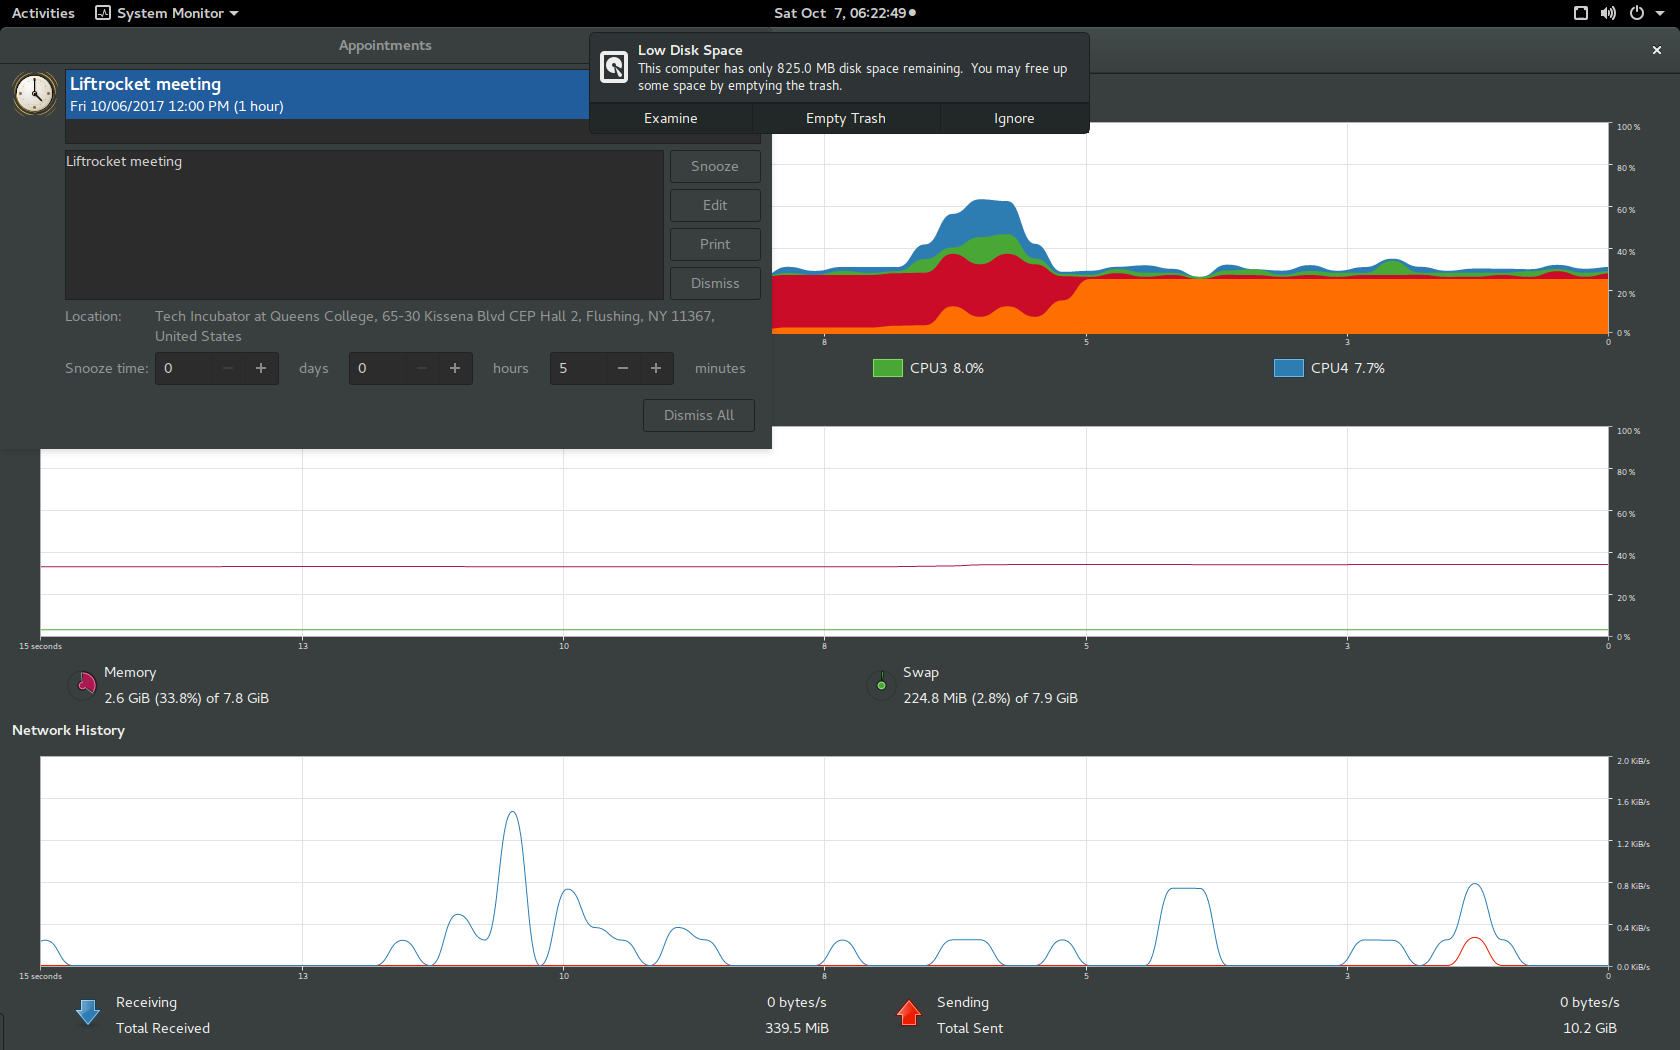 Activities
System Monitor
Sat Oct 7, 06:22:49
Appointments
Low Disk Space
This computer has only 825.0 MB disk space remaining. You may free up
some space by emptying the trash.
Examine
Empty Trash
Ignore
Liftrocket meeting
Fri 10/06/2017 12:00 PM (1 hour)
Liftrocket meeting
Snooze
Edit
Print
Dismiss
Location:
Tech Incubator at Queens College, 65-30 Kissena Blvd CEP Hall 2, Flushing, NY 11367,
United States
Snooze time:
0
days
0
hours
5
minutes
Dismiss All
100 %
80 %
60 %
40 %
20 %
0 %
8
5
3
0
CPU3 8.0%
CPU4 7.7%
100 %
80 %
60 %
40 %
20 %
0 %
15 seconds
13
10
8
5
3
0
Memory
2.6 GiB (33.8%) of 7.8 GiB
Swap
224.8 MiB (2.8%) of 7.9 GiB
Network History
2.0 KiB/s
1.6 KiB/s
1.2 KiB/s
0.8 KiB/s
0.4 KiB/s
0.0 KiB/s
15 seconds
13
10
8
5
3
0
Receiving
0 bytes/s
Total Received
339.5 MiB
Sending
0 bytes/s
Total Sent
10.2 GiB